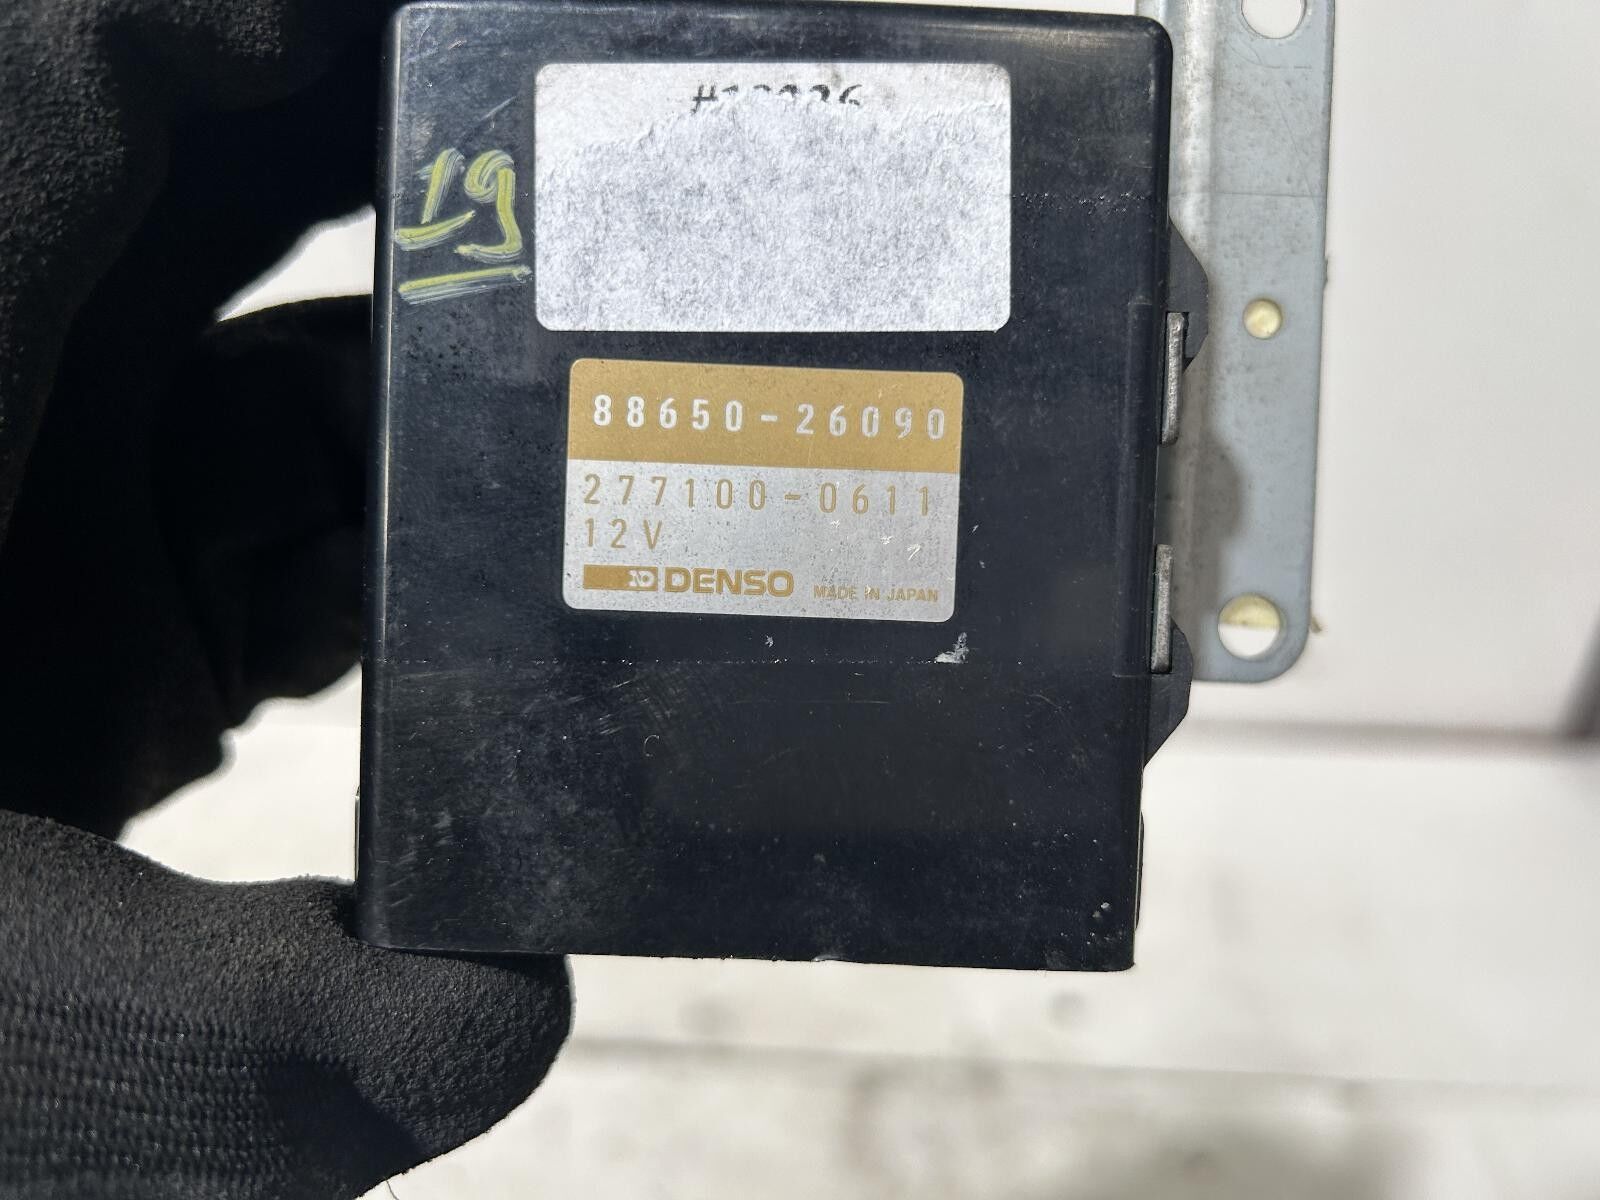 19
88650-26090
277100-0611
12V
DENSO MADE IN JAPAN